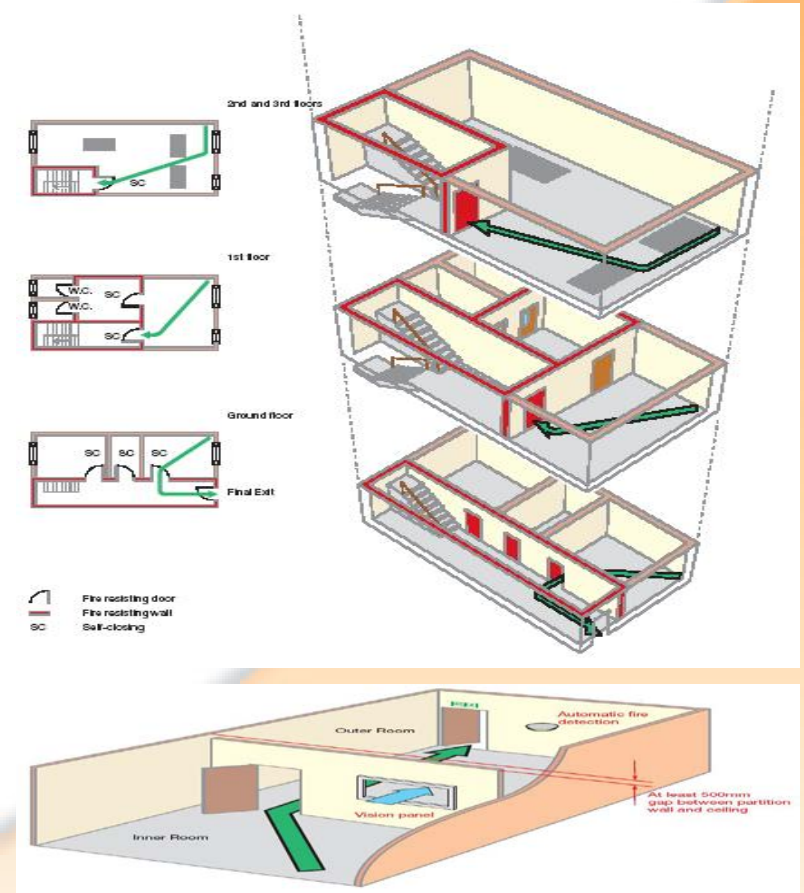 2nd and 3rd floors
SC
1st floor
W.C.
SC
W.C.
SC
Ground floor
SC
SC
SC
Final Exit
Fire resisting door
Fire resisting wall
SC
Self-closing
Outer Room
Automatic fire
detection
At least 500mm
gap between partition
wall and ceiling
Vision panel
Inner Room